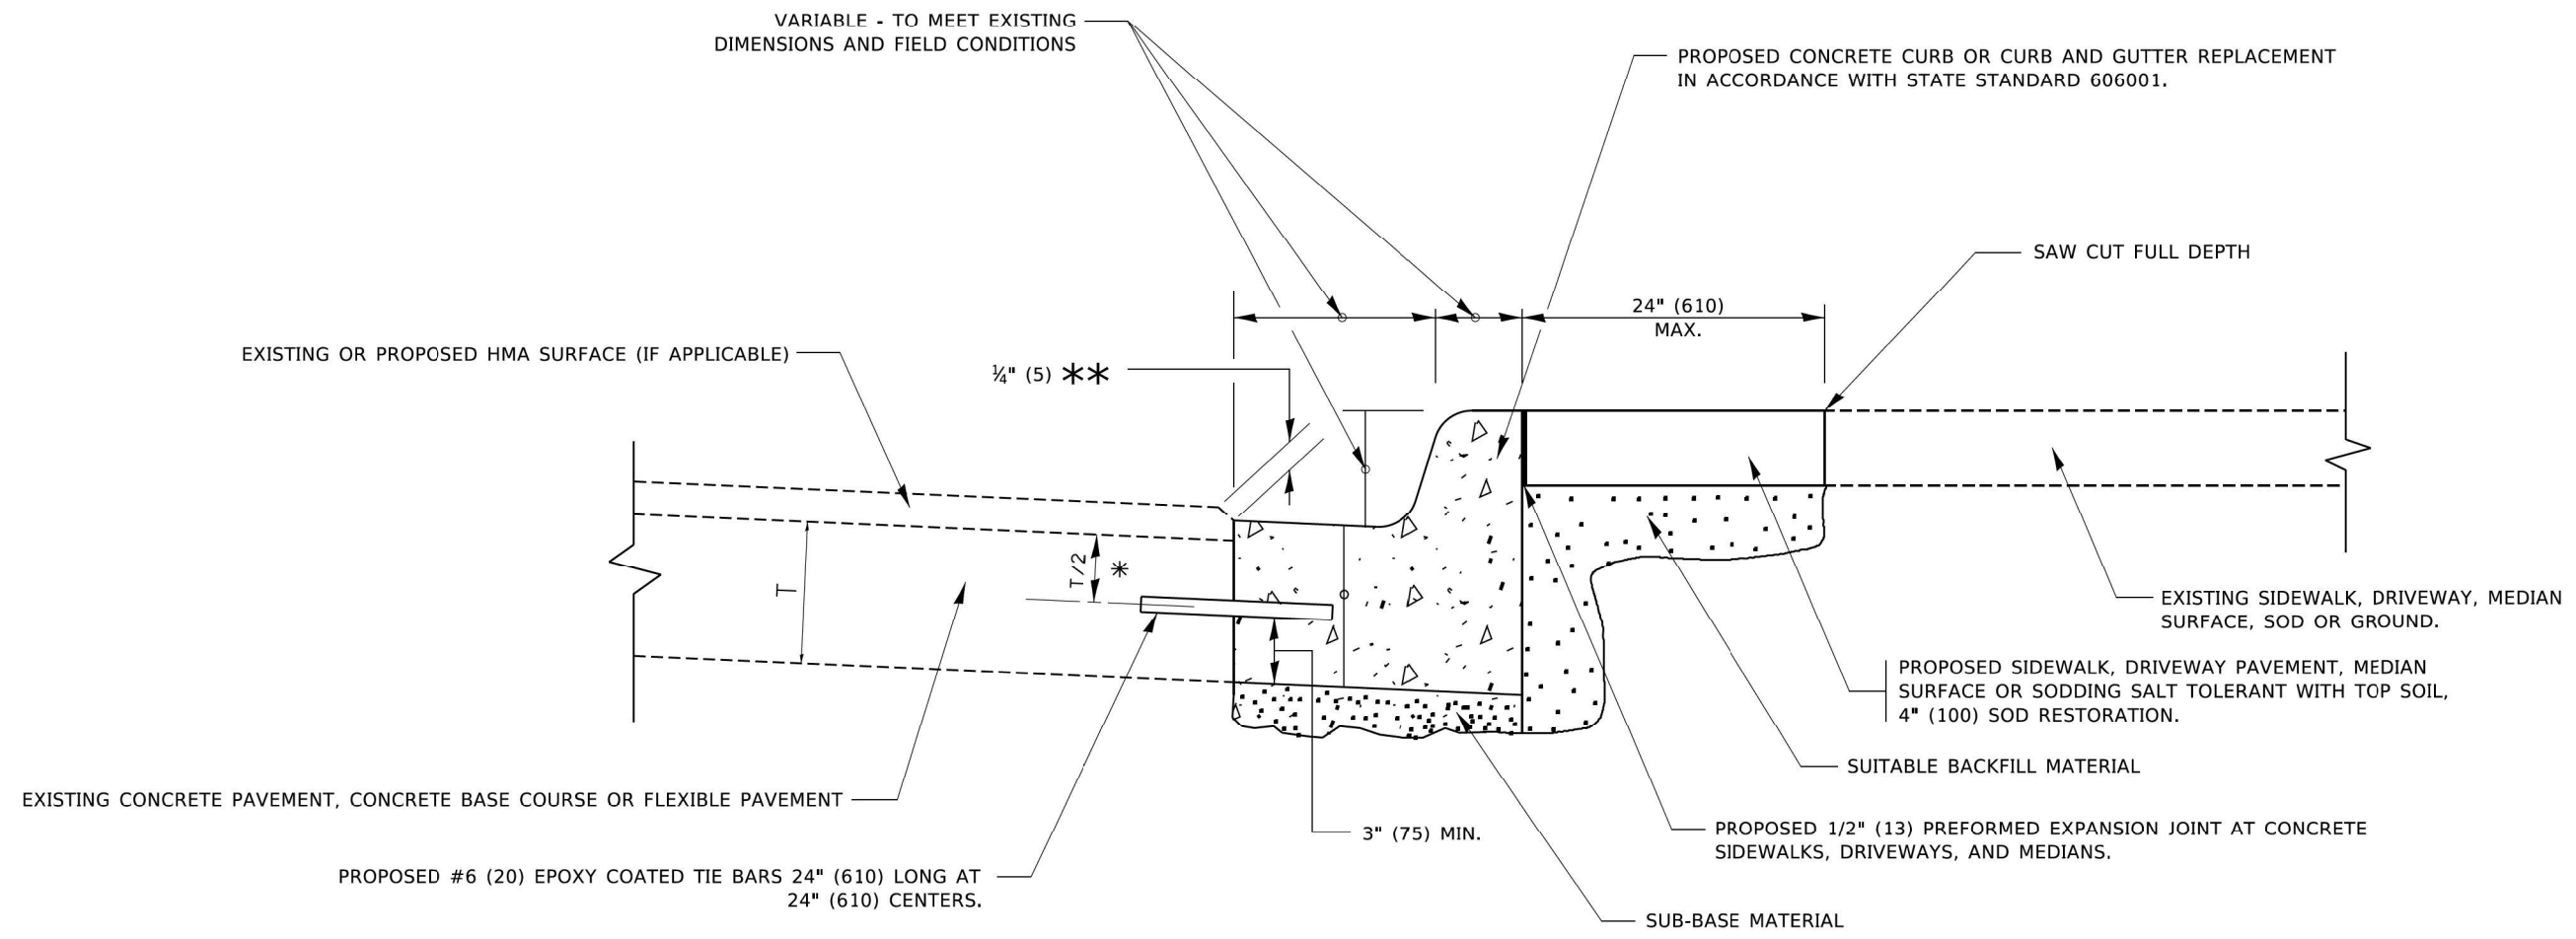 VARIABLE - TO MEET EXISTING
DIMENSIONS AND FIELD CONDITIONS
PROPOSED CONCRETE CURB OR CURB AND GUTTER REPLACEMENT
IN ACCORDANCE WITH STATE STANDARD 606001.
SAW CUT FULL DEPTH
24" (610)
MAX.
EXISTING OR PROPOSED HMA SURFACE (IF APPLICABLE)
¼" (5) **
T/2 *
T
EXISTING SIDEWALK, DRIVEWAY, MEDIAN
SURFACE, SOD OR GROUND.
PROPOSED SIDEWALK, DRIVEWAY PAVEMENT, MEDIAN
SURFACE OR SODDING SALT TOLERANT WITH TOP SOIL,
4" (100) SOD RESTORATION.
SUITABLE BACKFILL MATERIAL
EXISTING CONCRETE PAVEMENT, CONCRETE BASE COURSE OR FLEXIBLE PAVEMENT
3" (75) MIN.
PROPOSED 1/2" (13) PREFORMED EXPANSION JOINT AT CONCRETE
SIDEWALKS, DRIVEWAYS, AND MEDIANS.
PROPOSED #6 (20) EPOXY COATED TIE BARS 24" (610) LONG AT
24" (610) CENTERS.
SUB-BASE MATERIAL